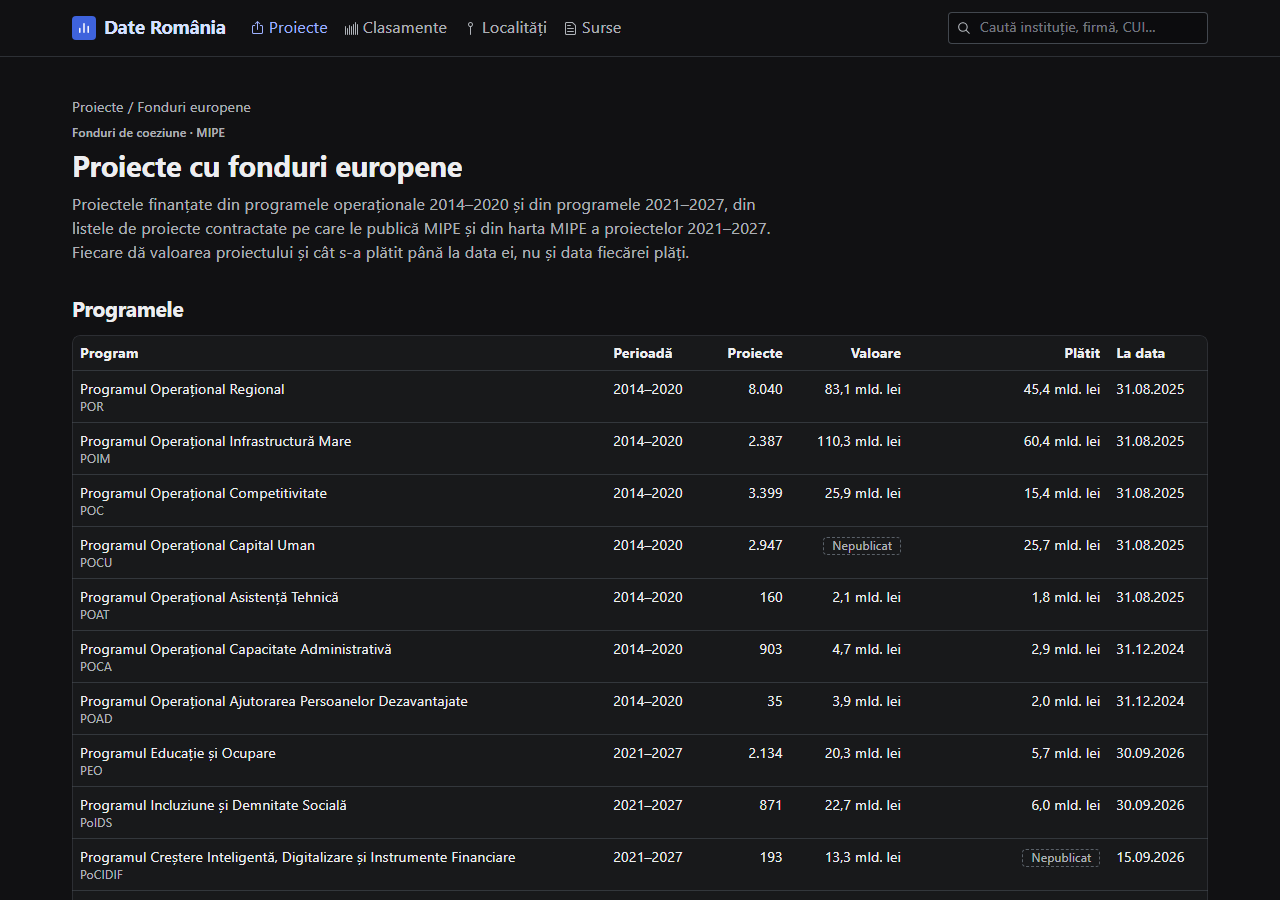 Date România Proiecte Clasamente Localități Surse Caută instituție, firmă, CUI...
Proiecte / Fonduri europene
Fonduri de coeziune · MIPE
Proiecte cu fonduri europene
Proiectele finanțate din programele operaționale 2014–2020 și din programele 2021–2027, din
listele de proiecte contractate pe care le publică MIPE și din harta MIPE a proiectelor 2021–2027.
Fiecare dă valoarea proiectului și cât s-a plătit până la data ei, nu și data fiecărei plăți.
Programele
Program Perioadă Proiecte Valoare Plătit La data
Programul Operațional Regional 2014–2020 8.040 83,1 mld. lei 45,4 mld. lei 31.08.2025
POR
Programul Operațional Infrastructură Mare 2014–2020 2.387 110,3 mld. lei 60,4 mld. lei 31.08.2025
POIM
Programul Operațional Competitivitate 2014–2020 3.399 25,9 mld. lei 15,4 mld. lei 31.08.2025
POC
Programul Operațional Capital Uman 2014–2020 2.947 Nepublicat 25,7 mld. lei 31.08.2025
POCU
Programul Operațional Asistență Tehnică 2014–2020 160 2,1 mld. lei 1,8 mld. lei 31.08.2025
POAT
Programul Operațional Capacitate Administrativă 2014–2020 903 4,7 mld. lei 2,9 mld. lei 31.12.2024
POCA
Programul Operațional Ajutorarea Persoanelor Dezavantajate 2014–2020 35 3,9 mld. lei 2,0 mld. lei 31.12.2024
POAD
Programul Educație și Ocupare 2021–2027 2.134 20,3 mld. lei 5,7 mld. lei 30.09.2026
PEO
Programul Incluziune și Demnitate Socială 2021–2027 871 22,7 mld. lei 6,0 mld. lei 30.09.2026
PoIDS
Programul Creștere Inteligentă, Digitalizare și Instrumente Financiare 2021–2027 193 13,3 mld. lei Nepublicat 15.09.2026
PoCIDIF